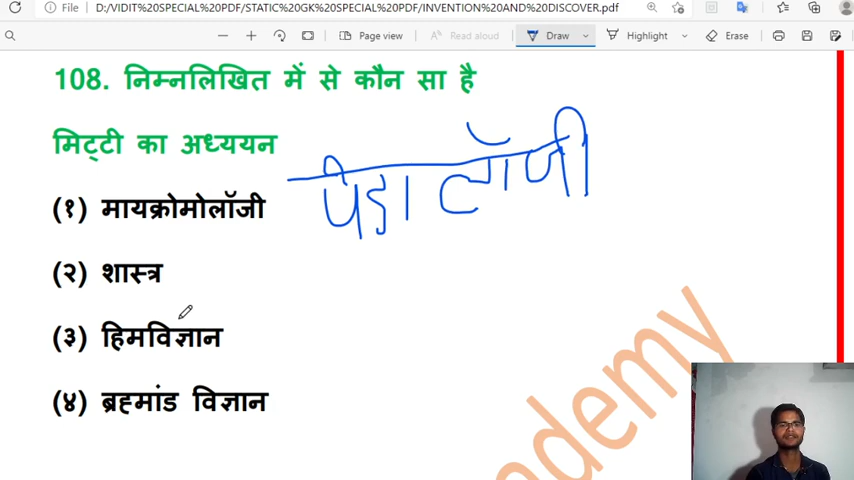 File D:/VIDIT%20SPECIAL%20PDF/STATIC%20GK%20SPECIAL%20PDF/INVENTION%20AND%20DISCOVER.pdf
Page view Read aloud Draw Highlight Erase
108. निम्नलिखित में से कौन सा है
मिट्टी का अध्ययन
पेडा लॉजी
(१) मायक्रोमोलॉजी
(२) शास्त्र
(३) हिमविज्ञान
(४) ब्रह्मांड विज्ञान
ademy